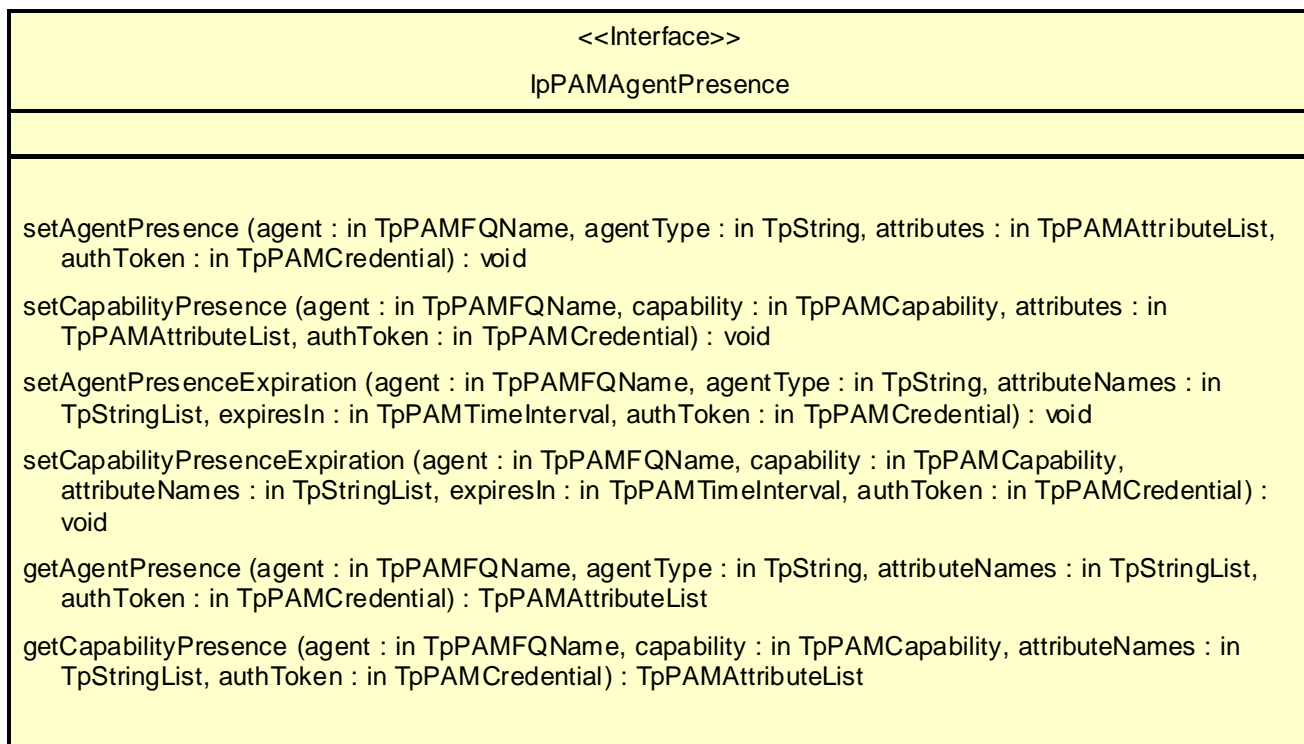 <<Interface>>
IpPAMAgentPresence
setAgentPresence (agent : in TpPAMFQName, agentType : in TpString, attributes : in TpPAMAttributeList,
authToken : in TpPAMCredential) : void
setCapabilityPresence (agent : in TpPAMFQName, capability : in TpPAMCapability, attributes : in
TpPAMAttributeList, authToken : in TpPAMCredential) : void
setAgentPresenceExpiration (agent : in TpPAMFQName, agentType : in TpString, attributeNames : in
TpStringList, expiresIn : in TpPAMTimeInterval, authToken : in TpPAMCredential) : void
setCapabilityPresenceExpiration (agent : in TpPAMFQName, capability : in TpPAMCapability,
attributeNames : in TpStringList, expiresIn : in TpPAMTimeInterval, authToken : in TpPAMCredential) :
void
getAgentPresence (agent : in TpPAMFQName, agentType : in TpString, attributeNames : in TpStringList,
authToken : in TpPAMCredential) : TpPAMAttributeList
getCapabilityPresence (agent : in TpPAMFQName, capability : in TpPAMCapability, attributeNames : in
TpStringList, authToken : in TpPAMCredential) : TpPAMAttributeList